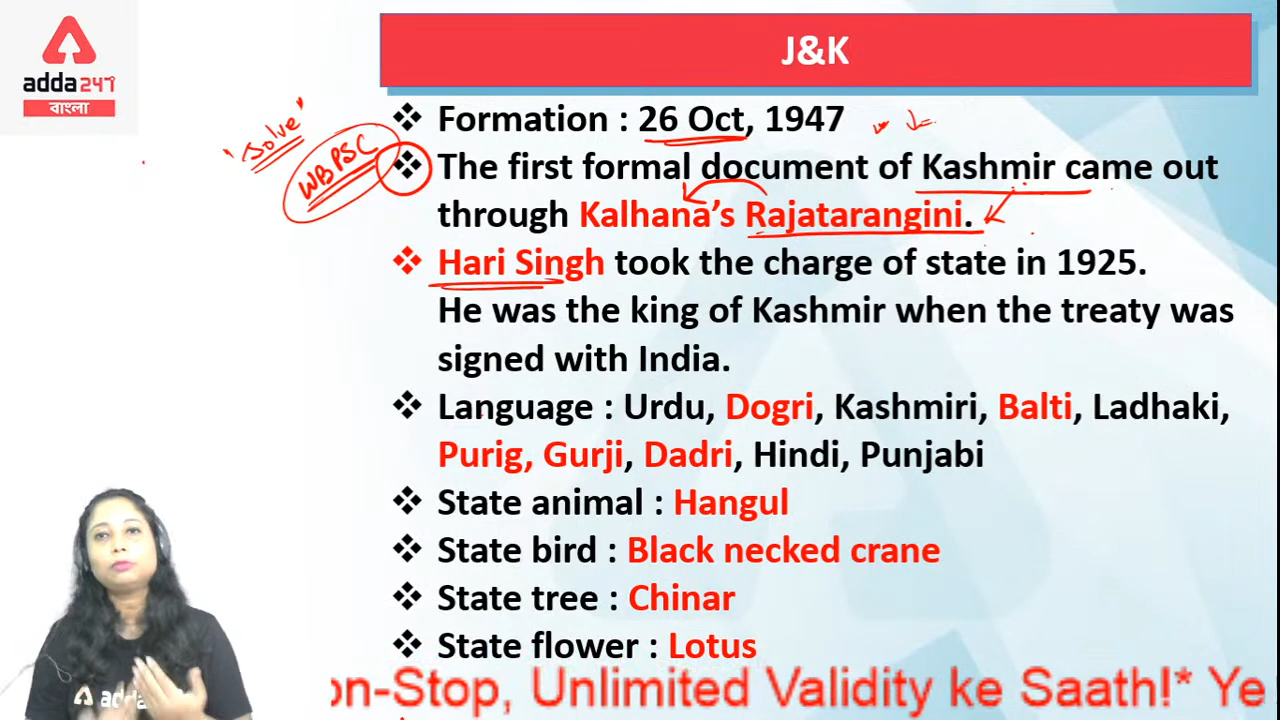 adda247
বাংলা
J&K
Formation : 26 Oct, 1947
"Solve"
WBPSC
The first formal document of Kashmir came out
through Kalhana's Rajatarangini.
Hari Singh took the charge of state in 1925.
He was the king of Kashmir when the treaty was
signed with India.
Language : Urdu, Dogri, Kashmiri, Balti, Ladhaki,
Purig, Gurji, Dadri, Hindi, Punjabi
State animal : Hangul
State bird : Black necked crane
State tree : Chinar
State flower : Lotus
on-Stop, Unlimited Validity ke Saath!* Ye